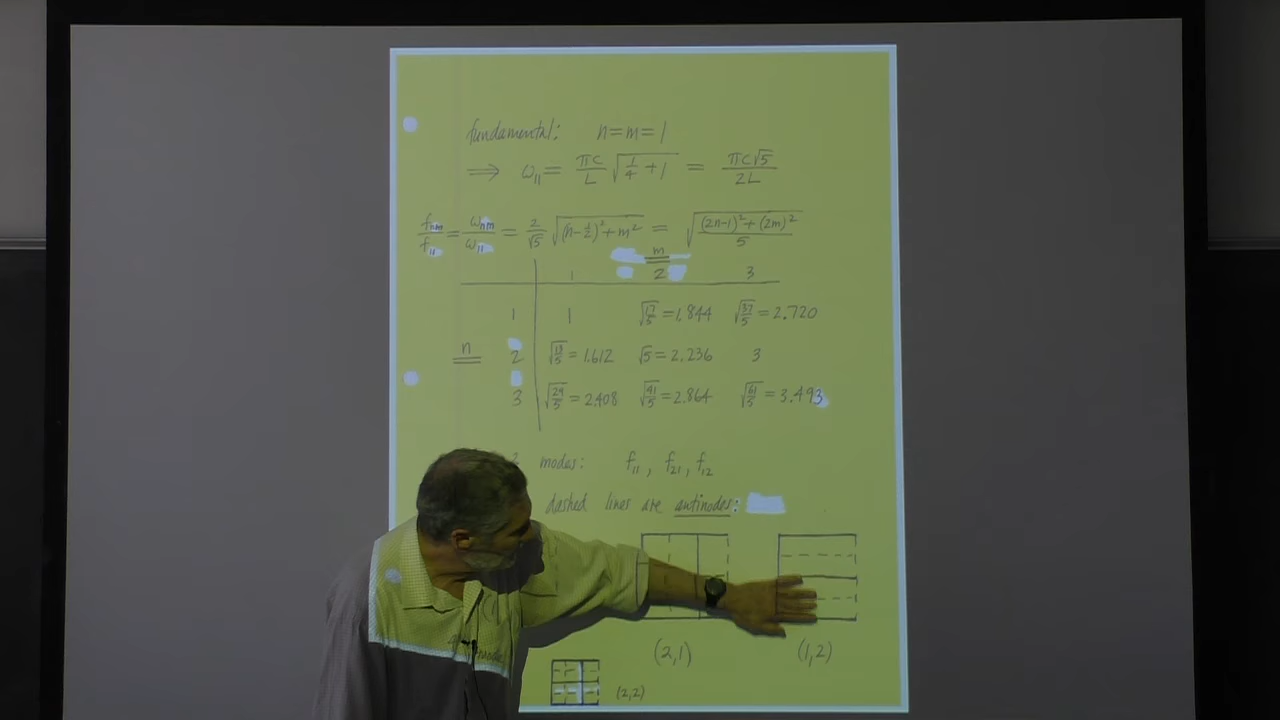 fundamental: n=m=1
⟹ ω₁₁ = πc/L √(1/4 + 1) = πc√5/2L
fnm/f₁₁ = ωnm/ω₁₁ = 2/√5 √((n-1/2)²+m²) = √(((2n-1)²+(2m)²)/5)
m
1 2 3
1 1 √(17/5) = 1.844 √(37/5) = 2.720
n 2 √(13/5) = 1.612 √5 = 2.236 3
3 √(29/5) = 2.408 √(41/5) = 2.864 √(61/5) = 3.493
modes: f₁₁, f₂₁, f₁₂
dashed lines are antinodes:
(2,1) (1,2)
(2,2)